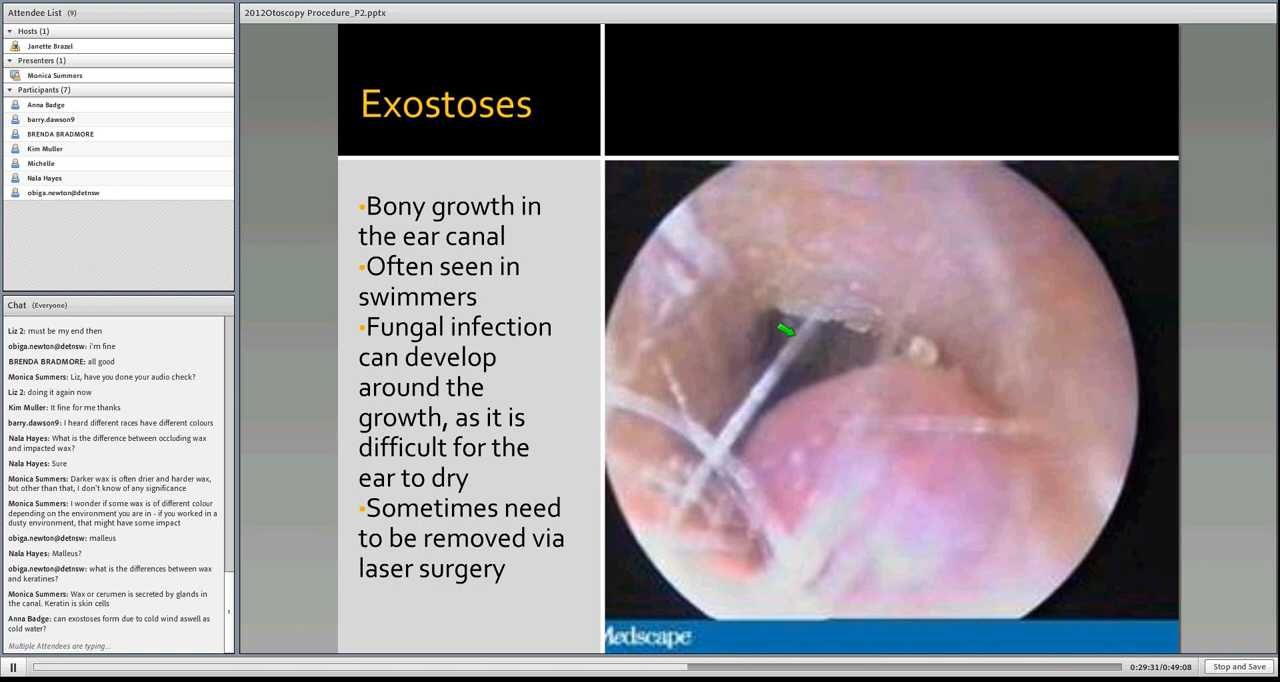 Attendee List (9)
Hosts (1)
Janette Brazel
Presenters (1)
Monica Summers
Participants (7)
Anna Badge
barry.dawson9
BRENDA BRADMORE
Kim Muller
Michelle
Nala Hayes
obiga.newton@detnsw
Chat (Everyone)
Liz 2: must be my end then
obiga.newton@detnsw: i'm fine
BRENDA BRADMORE: all good
Monica Summers: Liz, have you done your audio check?
Liz 2: doing it again now
Kim Muller: It fine for me thanks
barry.dawson9: I heard different races have different colours
Nala Hayes: What is the difference between occluding wax
and impacted wax?
Nala Hayes: Sure
Monica Summers: Darker wax is often drier and harder wax,
but other than that, I don't know of any significance
Monica Summers: I wonder if some wax is of different colour
depending on the environment you are in - if you worked in a
dusty environment, that might have some impact
obiga.newton@detnsw: malleus
Nala Hayes: Malleus?
obiga.newton@detnsw: what is the differences between wax
and keratines?
Monica Summers: Wax or cerumen is secreted by glands in
the canal. Keratin is skin cells
Anna Badge: can exostoses form due to cold wind aswell as
cold water?
Multiple Attendees are typing...
2012Otoscopy Procedure_P2.pptx
Exostoses
•Bony growth in
the ear canal
•Often seen in
swimmers
•Fungal infection
can develop
around the
growth, as it is
difficult for the
ear to dry
•Sometimes need
to be removed via
laser surgery
Medscape
0:29:31/0:49:08
Stop and Save